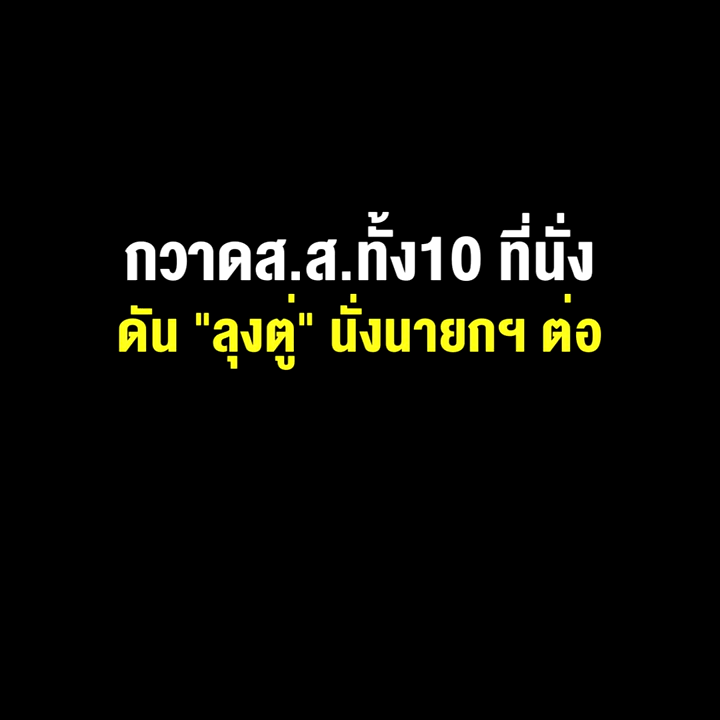 กวาดส.ส.ทั้ง10 ที่นั่ง
ดัน "ลุงตู่" นั่งนายกฯ ต่อ